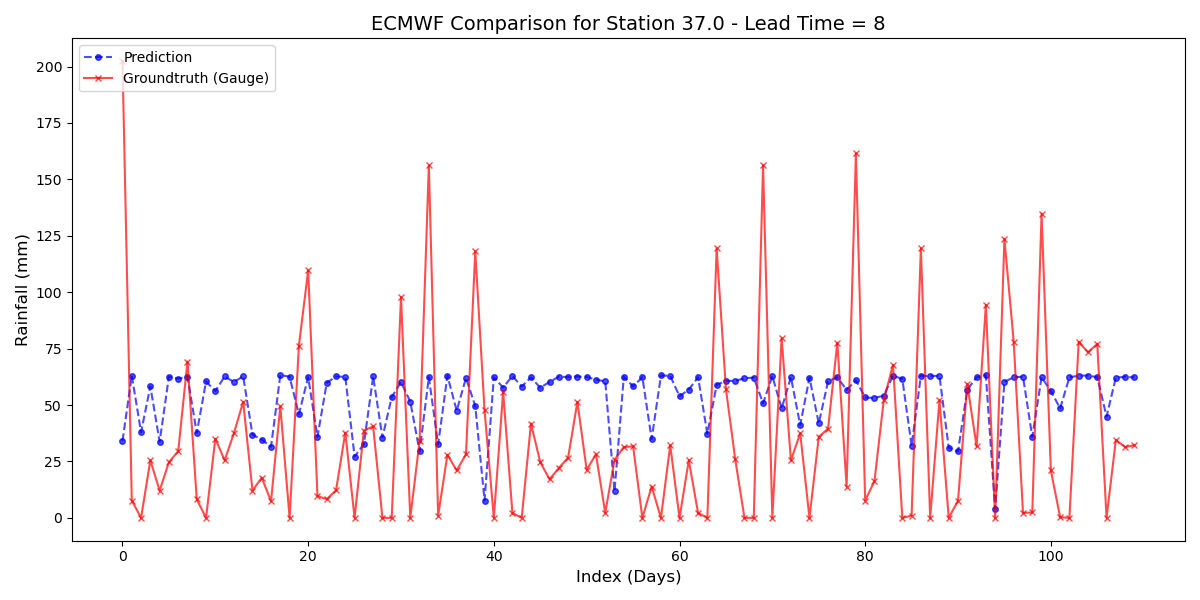 ECMWF Comparison for Station 37.0 - Lead Time = 8
Prediction
Groundtruth (Gauge)
Rainfall (mm)
200
175
150
125
100
75
50
25
0
0 20 40 60 80 100
Index (Days)